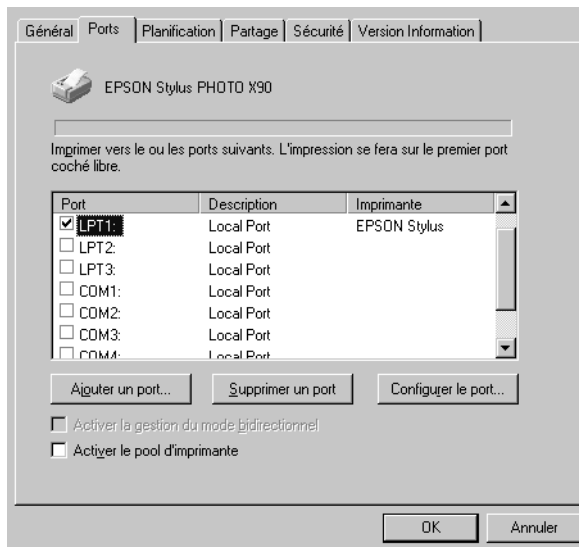 Général Ports Planification Partage Sécurité Version Information
EPSON Stylus PHOTO X90
Imprimer vers le ou les ports suivants. L'impression se fera sur le premier port
coché libre.
Port Description Imprimante
LPT1: Local Port EPSON Stylus
LPT2: Local Port
LPT3: Local Port
COM1: Local Port
COM2: Local Port
COM3: Local Port
COM4: Local Port
Ajouter un port... Supprimer un port Configurer le port...
Activer la gestion du mode bidirectionnel
Activer le pool d'imprimante
OK Annuler